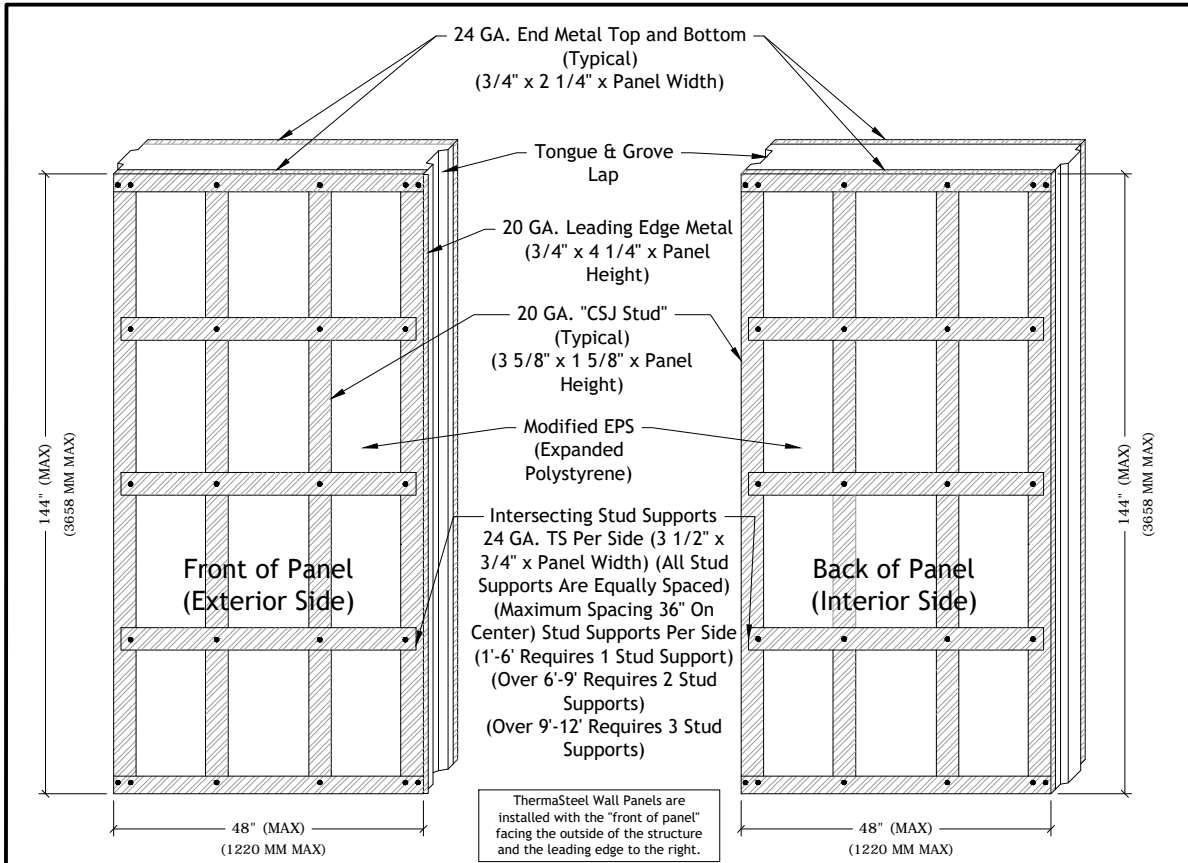 24 GA. End Metal Top and Bottom
(Typical)
(3/4" x 2 1/4" x Panel Width)
Tongue & Grove
Lap
20 GA. Leading Edge Metal
(3/4" x 4 1/4" x Panel
Height)
20 GA. "CSJ Stud"
(Typical)
(3 5/8" x 1 5/8" x Panel
Height)
Modified EPS
(Expanded
Polystyrene)
Intersecting Stud Supports
24 GA. TS Per Side (3 1/2" x
3/4" x Panel Width) (All Stud
Supports Are Equally Spaced)
(Maximum Spacing 36" On
Center) Stud Supports Per Side
(1'-6' Requires 1 Stud Support)
(Over 6'-9' Requires 2 Stud
Supports)
(Over 9'-12' Requires 3 Stud
Supports)
144" (MAX)
(3658 MM MAX)
Front of Panel
(Exterior Side)
48" (MAX)
(1220 MM MAX)
Back of Panel
(Interior Side)
144" (MAX)
(3658 MM MAX)
48" (MAX)
(1220 MM MAX)
ThermaSteel Wall Panels are
installed with the "front of panel"
facing the outside of the structure
and the leading edge to the right.